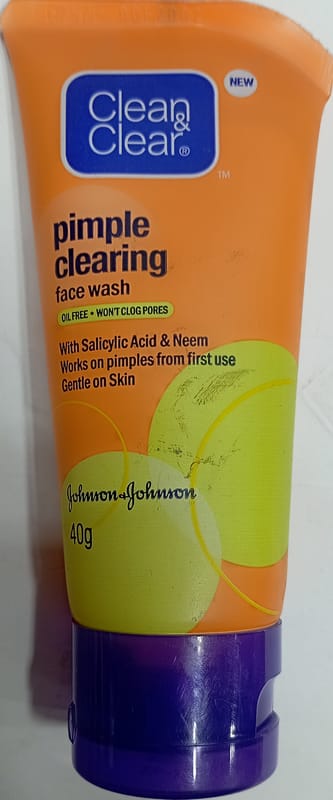 NEW
Clean
&
Clear®
TM
pimple
clearing
face wash
OIL FREE • WON'T CLOG PORES
With Salicylic Acid & Neem
Works on pimples from first use
Gentle on Skin
Johnson & Johnson
40g